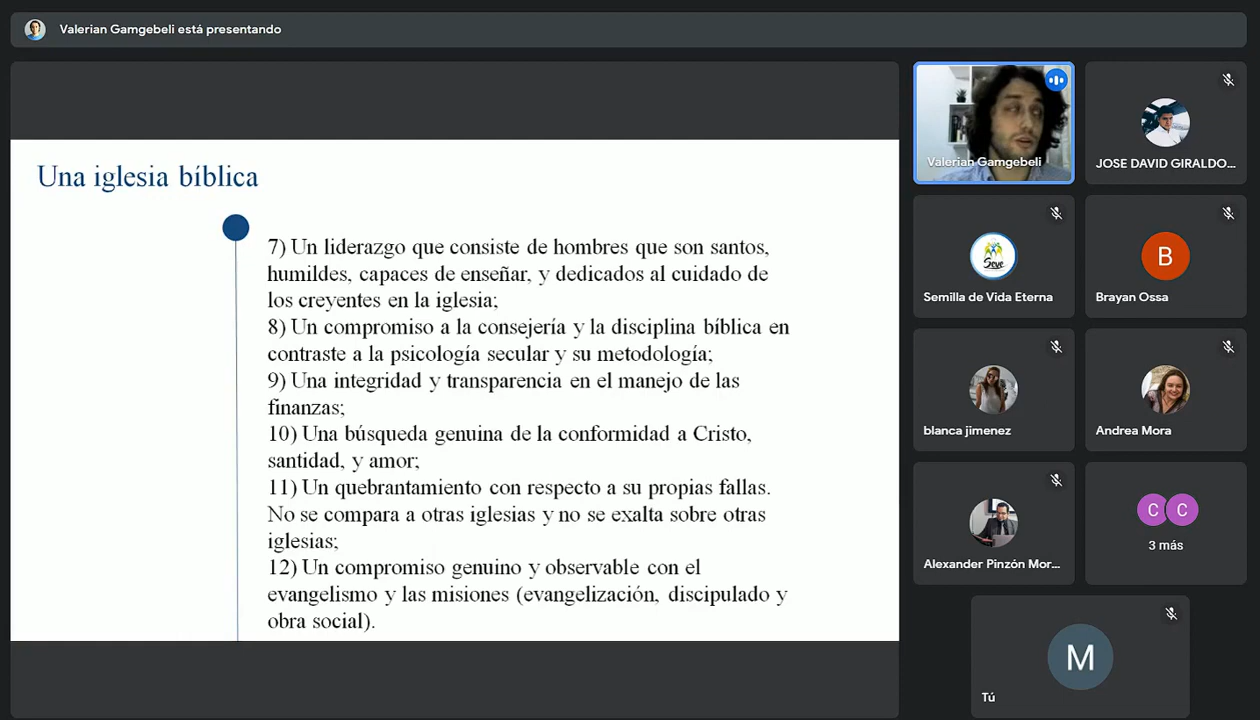 Valerian Gamgebeli está presentando
Una iglesia bíblica
7) Un liderazgo que consiste de hombres que son santos,
humildes, capaces de enseñar, y dedicados al cuidado de
los creyentes en la iglesia;
8) Un compromiso a la consejería y la disciplina bíblica en
contraste a la psicología secular y su metodología;
9) Una integridad y transparencia en el manejo de las
finanzas;
10) Una búsqueda genuina de la conformidad a Cristo,
santidad, y amor;
11) Un quebrantamiento con respecto a su propias fallas.
No se compara a otras iglesias y no se exalta sobre otras
iglesias;
12) Un compromiso genuino y observable con el
evangelismo y las misiones (evangelización, discipulado y
obra social).
Valerian Gamgebeli
JOSE DAVID GIRALDO...
Seve
Semilla de Vida Eterna
B
Brayan Ossa
blanca jimenez
Andrea Mora
Alexander Pinzón Mor...
C C
3 más
M
Tú